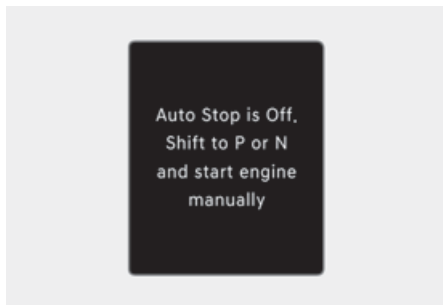 Auto Stop is Off.
Shift to P or N
and start engine
manually